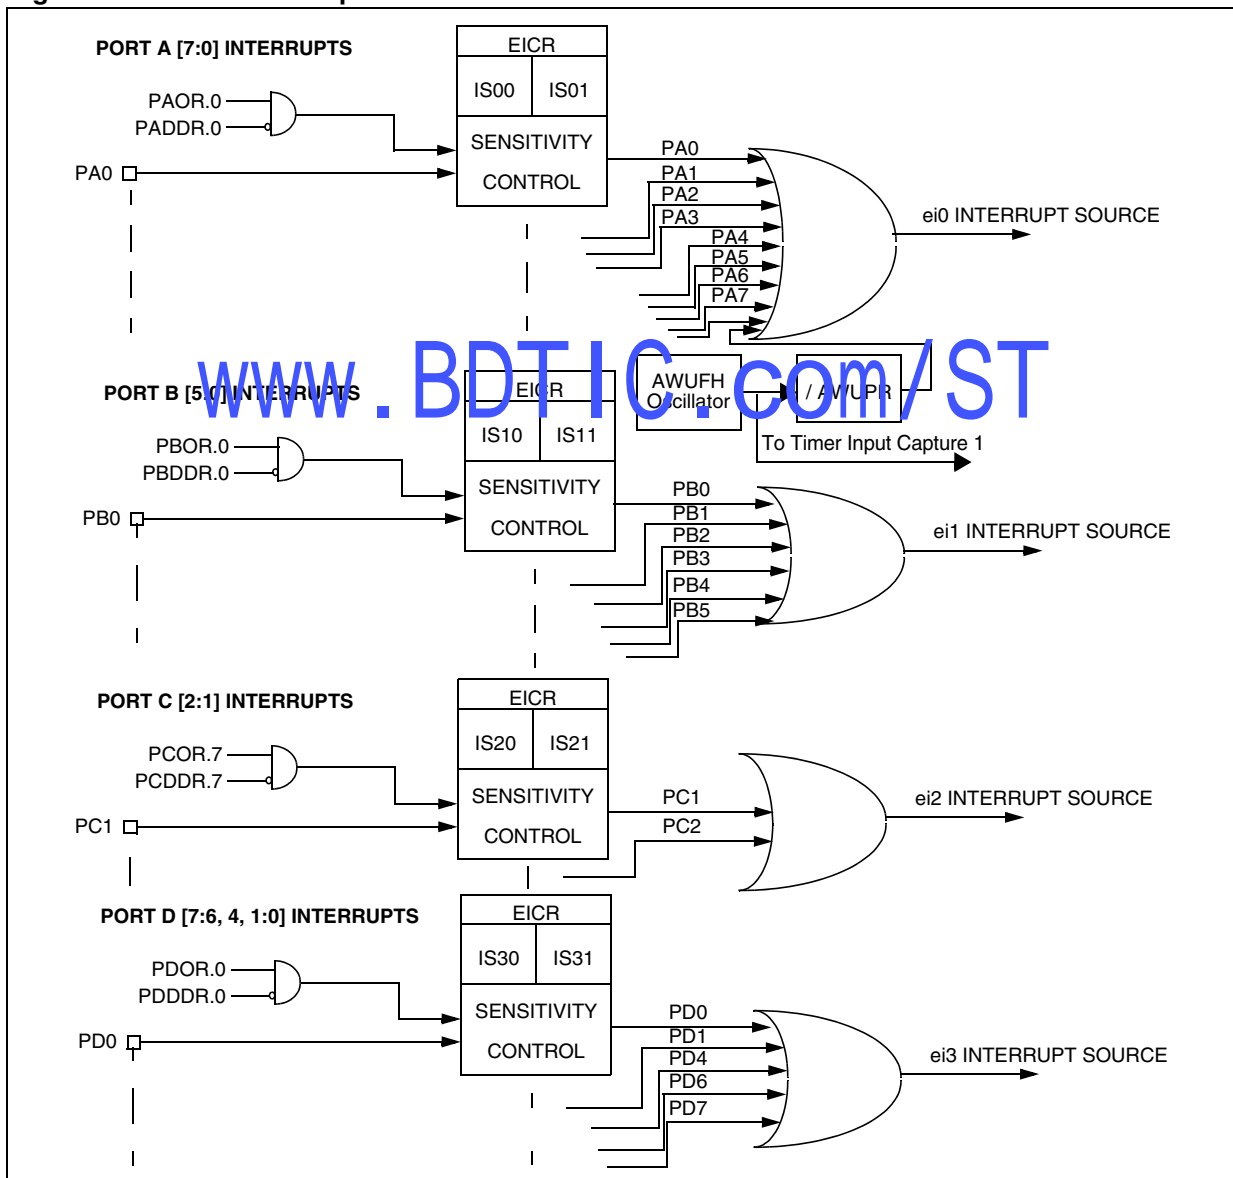 PORT A [7:0] INTERRUPTS
EICR
IS00 IS01
PAOR.0
PADDR.0
SENSITIVITY
CONTROL
PA0
PA0
PA1
PA2
PA3
PA4
PA5
PA6
PA7
ei0 INTERRUPT SOURCE
www.BDTIC.com/ST
AWUFH
Oscillator
/ AWUPR
To Timer Input Capture 1
PORT B [5:0] INTERRUPTS
EICR
IS10 IS11
PBOR.0
PBDDR.0
SENSITIVITY
CONTROL
PB0
PB0
PB1
PB2
PB3
PB4
PB5
ei1 INTERRUPT SOURCE
PORT C [2:1] INTERRUPTS
EICR
IS20 IS21
PCOR.7
PCDDR.7
SENSITIVITY
CONTROL
PC1
PC1
PC2
ei2 INTERRUPT SOURCE
PORT D [7:6, 4, 1:0] INTERRUPTS
EICR
IS30 IS31
PDOR.0
PDDDR.0
SENSITIVITY
CONTROL
PD0
PD0
PD1
PD4
PD6
PD7
ei3 INTERRUPT SOURCE